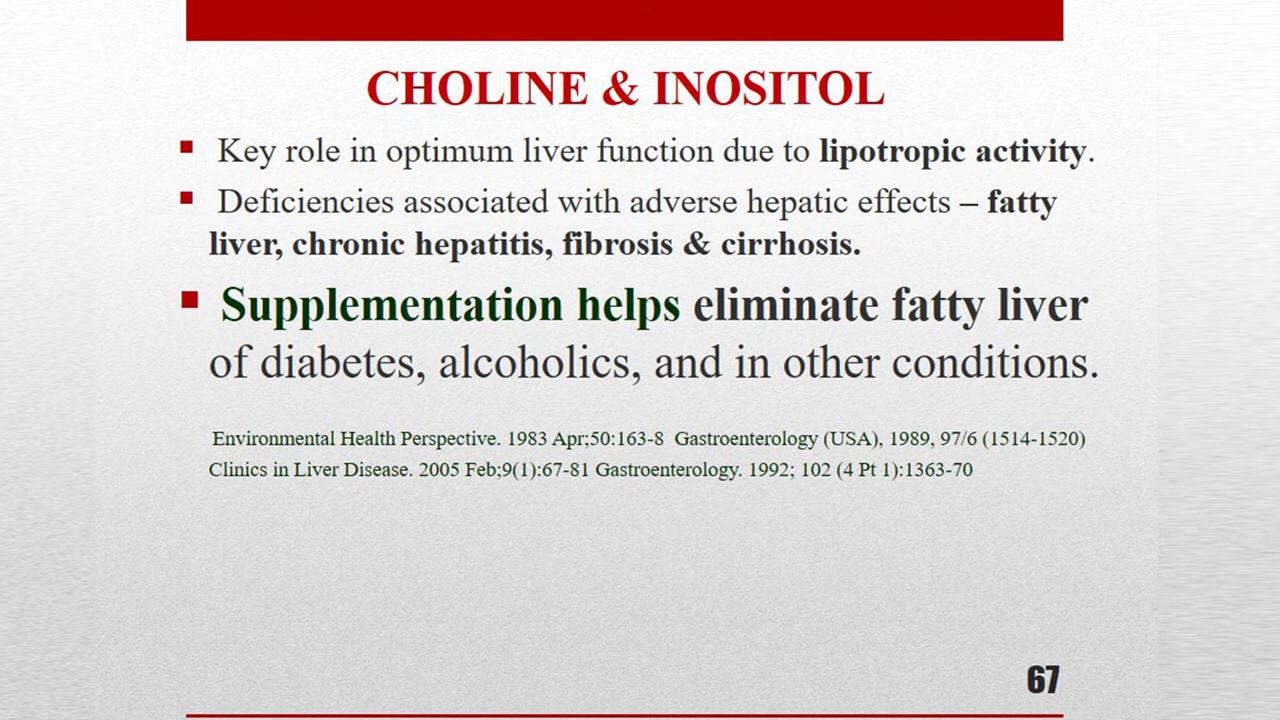 CHOLINE & INOSITOL
▪ Key role in optimum liver function due to lipotropic activity.
▪ Deficiencies associated with adverse hepatic effects – fatty
liver, chronic hepatitis, fibrosis & cirrhosis.
▪ Supplementation helps eliminate fatty liver
of diabetes, alcoholics, and in other conditions.
Environmental Health Perspective. 1983 Apr;50:163-8 Gastroenterology (USA), 1989, 97/6 (1514-1520)
Clinics in Liver Disease. 2005 Feb;9(1):67-81 Gastroenterology. 1992; 102 (4 Pt 1):1363-70
67